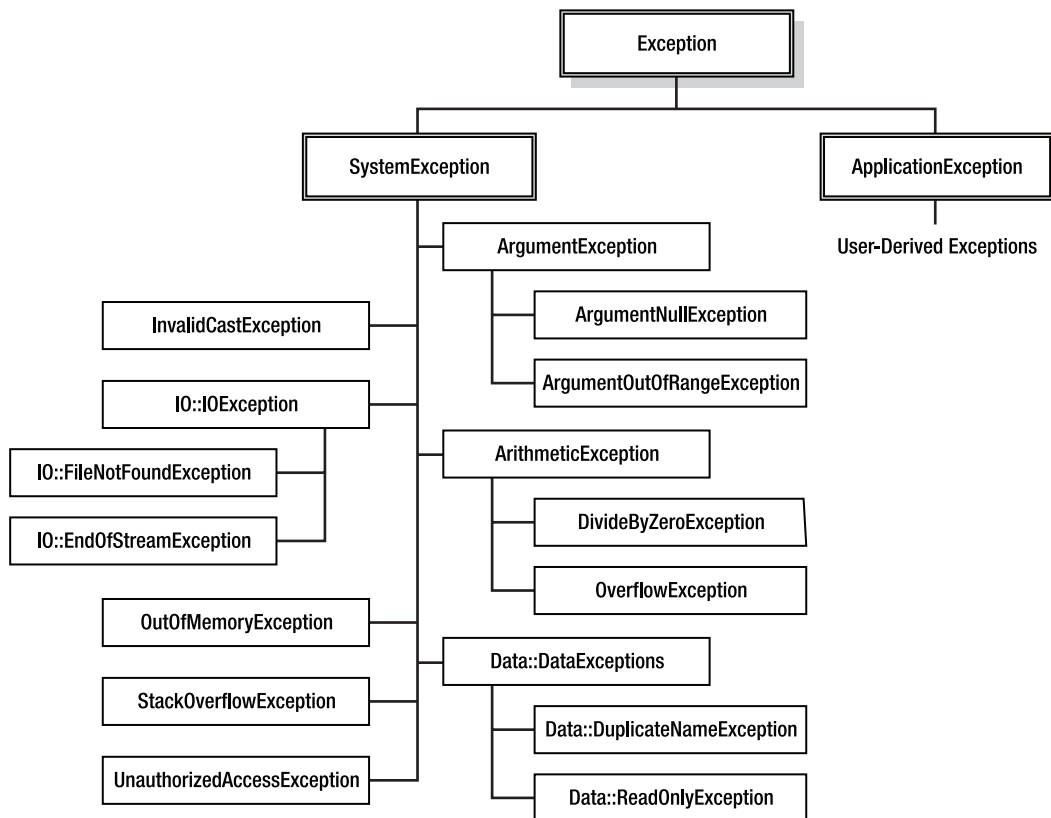 Exception
SystemException
ApplicationException
User-Derived Exceptions
ArgumentException
ArgumentNullException
ArgumentOutOfRangeException
InvalidCastException
IO::IOException
IO::FileNotFoundException
IO::EndOfStreamException
ArithmeticException
DivideByZeroException
OverflowException
OutOfMemoryException
StackOverflowException
UnauthorizedAccessException
Data::DataExceptions
Data::DuplicateNameException
Data::ReadOnlyException